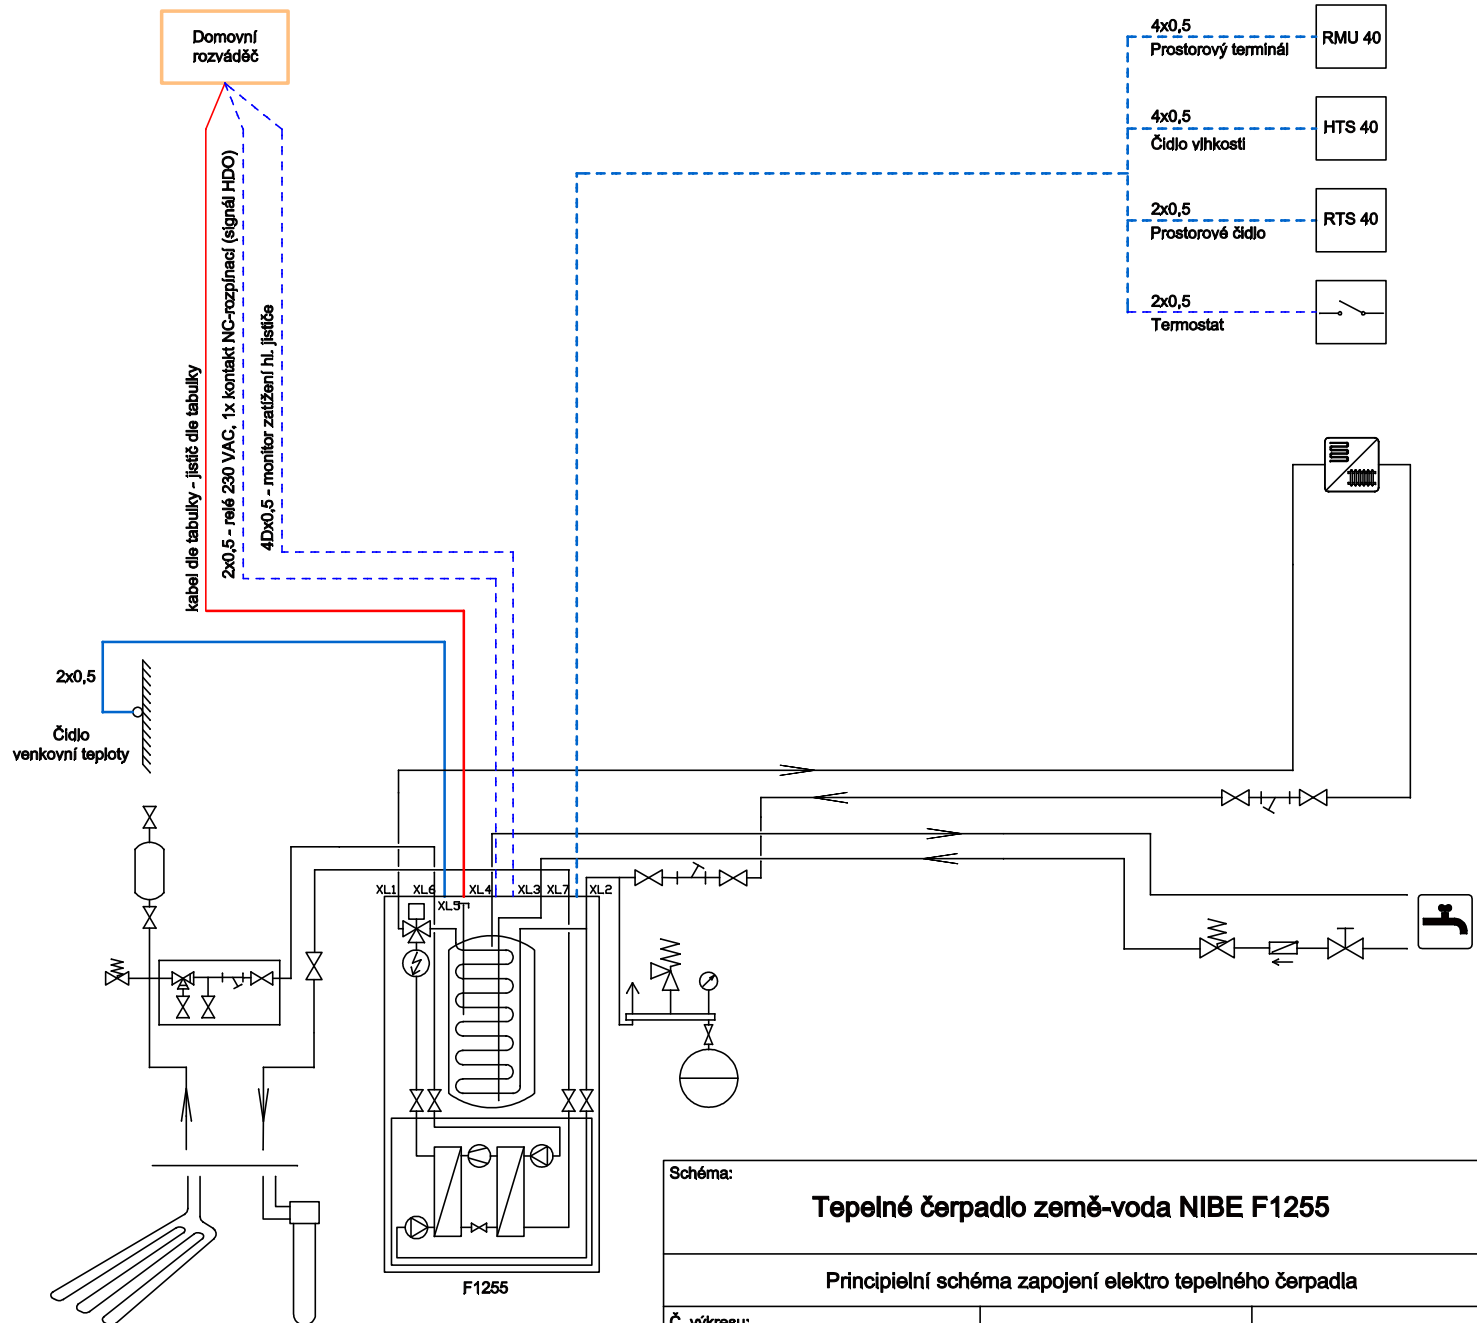 Domovní
rozváděč
4x0,5
Prostorový terminál
RMU 40
4x0,5
Čidlo vlhkosti
HTS 40
2x0,5
Prostorové čidlo
RTS 40
2x0,5
Termostat
kabel dle tabulky - jistič dle tabulky
2x0,5 - relé 230 VAC, 1x kontakt NC-rozpínací (signál HDO)
4Dx0,5 - monitor zatížení hl. jističe
2x0,5
Čidlo
venkovní teploty
XL1 XL6 XL4 XL3 XL7 XL2
XL5
F1255
Schéma:
Tepelné čerpadlo země-voda NIBE F1255
Principielní schéma zapojení elektro tepelného čerpadla
Č. výkresu: